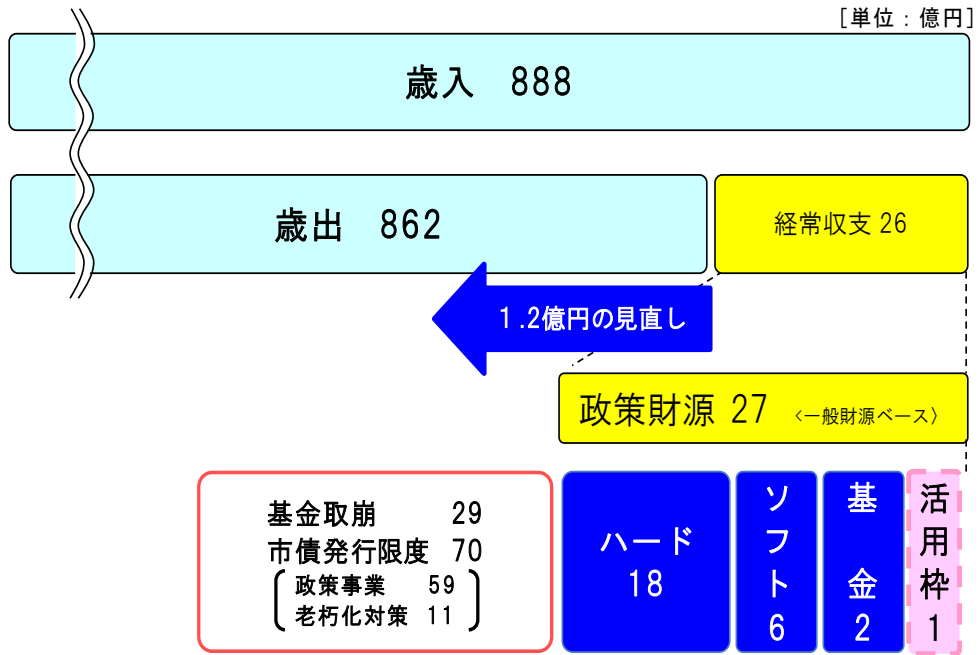 [単位：億円]
歳入　888
歳出　862
経常収支 26
１.2億円の見直し
政策財源 27 〈一般財源ベース〉
基金取崩　29
市債発行限度　70
政策事業　59
老朽化対策　11
ハード
18
ソフト6
基金2
活用枠1